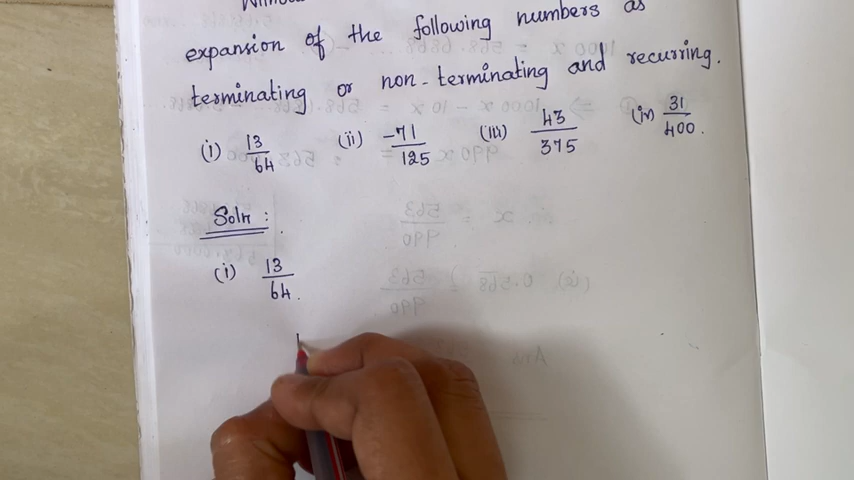 expansion of the following numbers as
terminating or non-terminating and recurring.
(i) 13/64 (ii) -71/125 (iii) 43/375 (iv) 31/400.
Soln :
(i) 13/64.